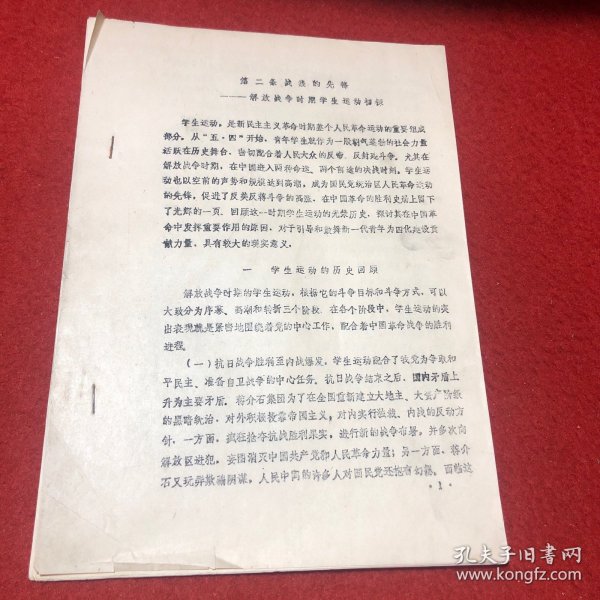 第二条战线的先锋
———解放战争时期学生运动初探
学生运动，是新民主主义革命时期整个人民革命运动的重要组成
部分。从“五·四”开始，青年学生就作为一股朝气蓬勃的社会力量
活跃在历史舞台，密切配合着人民大众的反帝、反封建斗争。尤其在
解放战争时期，在中国进入两种命运、两个前途的决战时刻，学生运
动也以空前的声势和规模达到高潮，成为国民党统治区人民革命运动
的先锋，促进了反美反蒋斗争的高涨，在中国革命的胜利史册上留下
了光辉的一页。回顾这一时期学生运动的光荣历史，探讨其在中国革
命中发挥重要作用的原因，对于引导和鼓舞新一代青年为四化建设贡
献力量，具有较大的现实意义。
一 学生运动的历史回顾
解放战争时期的学生运动，根据它的斗争目标和斗争方式，可以
大致分为序幕、高潮和转折三个阶段。在各个阶段中，学生运动的突
出表现就是紧密地围绕着党的中心工作，配合着中国革命战争的胜利
进程。
（一）抗日战争胜利至内战爆发，学生运动配合了我党为争取和
平民主、准备自卫战争的中心任务。抗日战争结束之后，国内矛盾上
升为主要矛盾。蒋介石集团为了在全国重新建立大地主、大资产阶级
的黑暗统治，对外积极投靠帝国主义，对内实行独裁、内战的反动方
针，一方面，疯狂抢夺抗战胜利果实，进行新的战争布署，并多次向
解放区进犯，妄图消灭中国共产党和人民革命力量；另一方面，蒋介
石又玩弄欺骗阴谋，人民中间的许多人对国民党还抱有幻想。面临这
·1·
孔夫子旧书网
www.kongfz.com